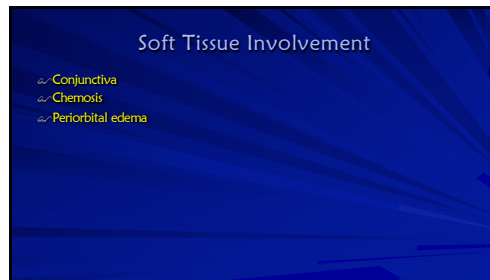 Soft Tissue Involvement
Conjunctiva
Chemosis
Periorbital edema